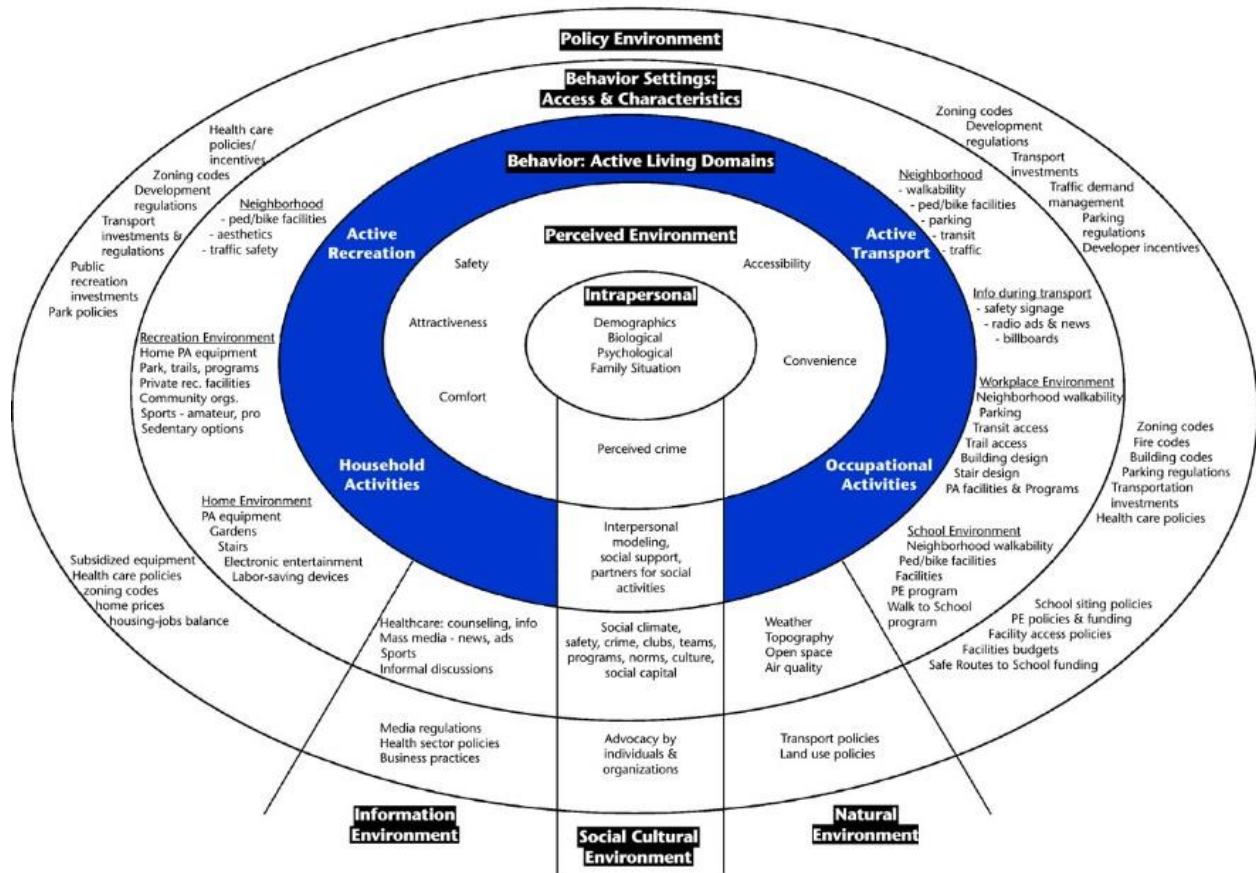 Policy Environment
Behavior Settings:
Access & Characteristics
Behavior: Active Living Domains
Active
Recreation
Active
Transport
Household
Activities
Occupational
Activities
Perceived Environment
Safety
Accessibility
Attractiveness
Convenience
Comfort
Perceived crime
Intrapersonal
Demographics
Biological
Psychological
Family Situation
Health care
policies/
incentives
Zoning codes
Development
regulations
Transport
investments &
regulations
Public
recreation
investments
Park policies
Neighborhood
- ped/bike facilities
- aesthetics
- traffic safety
Recreation Environment
Home PA equipment
Park, trails, programs
Private rec. facilities
Community orgs.
Sports - amateur, pro
Sedentary options
Home Environment
PA equipment
Gardens
Stairs
Electronic entertainment
Labor-saving devices
Subsidized equipment
Health care policies
zoning codes
home prices
housing-jobs balance
Zoning codes
Development
regulations
Transport
investments
Traffic demand
management
Parking
regulations
Developer incentives
Neighborhood
- walkability
- ped/bike facilities
- parking
- transit
- traffic
Info during transport
- safety signage
- radio ads & news
- billboards
Workplace Environment
Neighborhood walkability
Parking
Transit access
Trail access
Building design
Stair design
PA facilities & Programs
Zoning codes
Fire codes
Building codes
Parking regulations
Transportation
investments
Health care policies
School Environment
Neighborhood walkability
Ped/bike facilities
Facilities
PE program
Walk to School
program
School siting policies
PE policies & funding
Facility access policies
Facilities budgets
Safe Routes to School funding
Interpersonal
modeling,
social support,
partners for social
activities
Healthcare: counseling, info
Mass media - news, ads
Sports
Informal discussions
Social climate,
safety, crime, clubs, teams,
programs, norms, culture,
social capital
Weather
Topography
Open space
Air quality
Media regulations
Health sector policies
Business practices
Advocacy by
individuals &
organizations
Transport policies
Land use policies
Information
Environment
Social Cultural
Environment
Natural
Environment